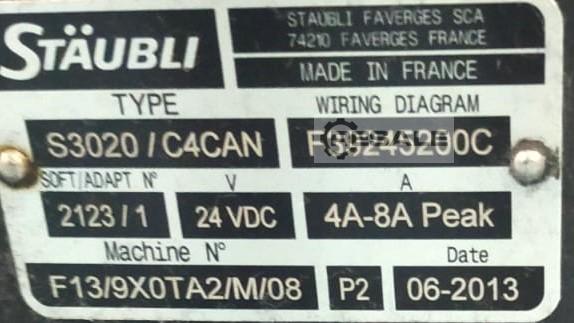 STÄUBLI
STAUBLI FAVERGES SCA
74210 FAVERGES FRANCE
MADE IN FRANCE
TYPE
WIRING DIAGRAM
S3020 / C4CAN
SOFT/ADAPT N° V A
2123 / 1 24 VDC 4A-8A Peak
Machine N° Date
F13/9X0TA2/M/08 P2 06-2013